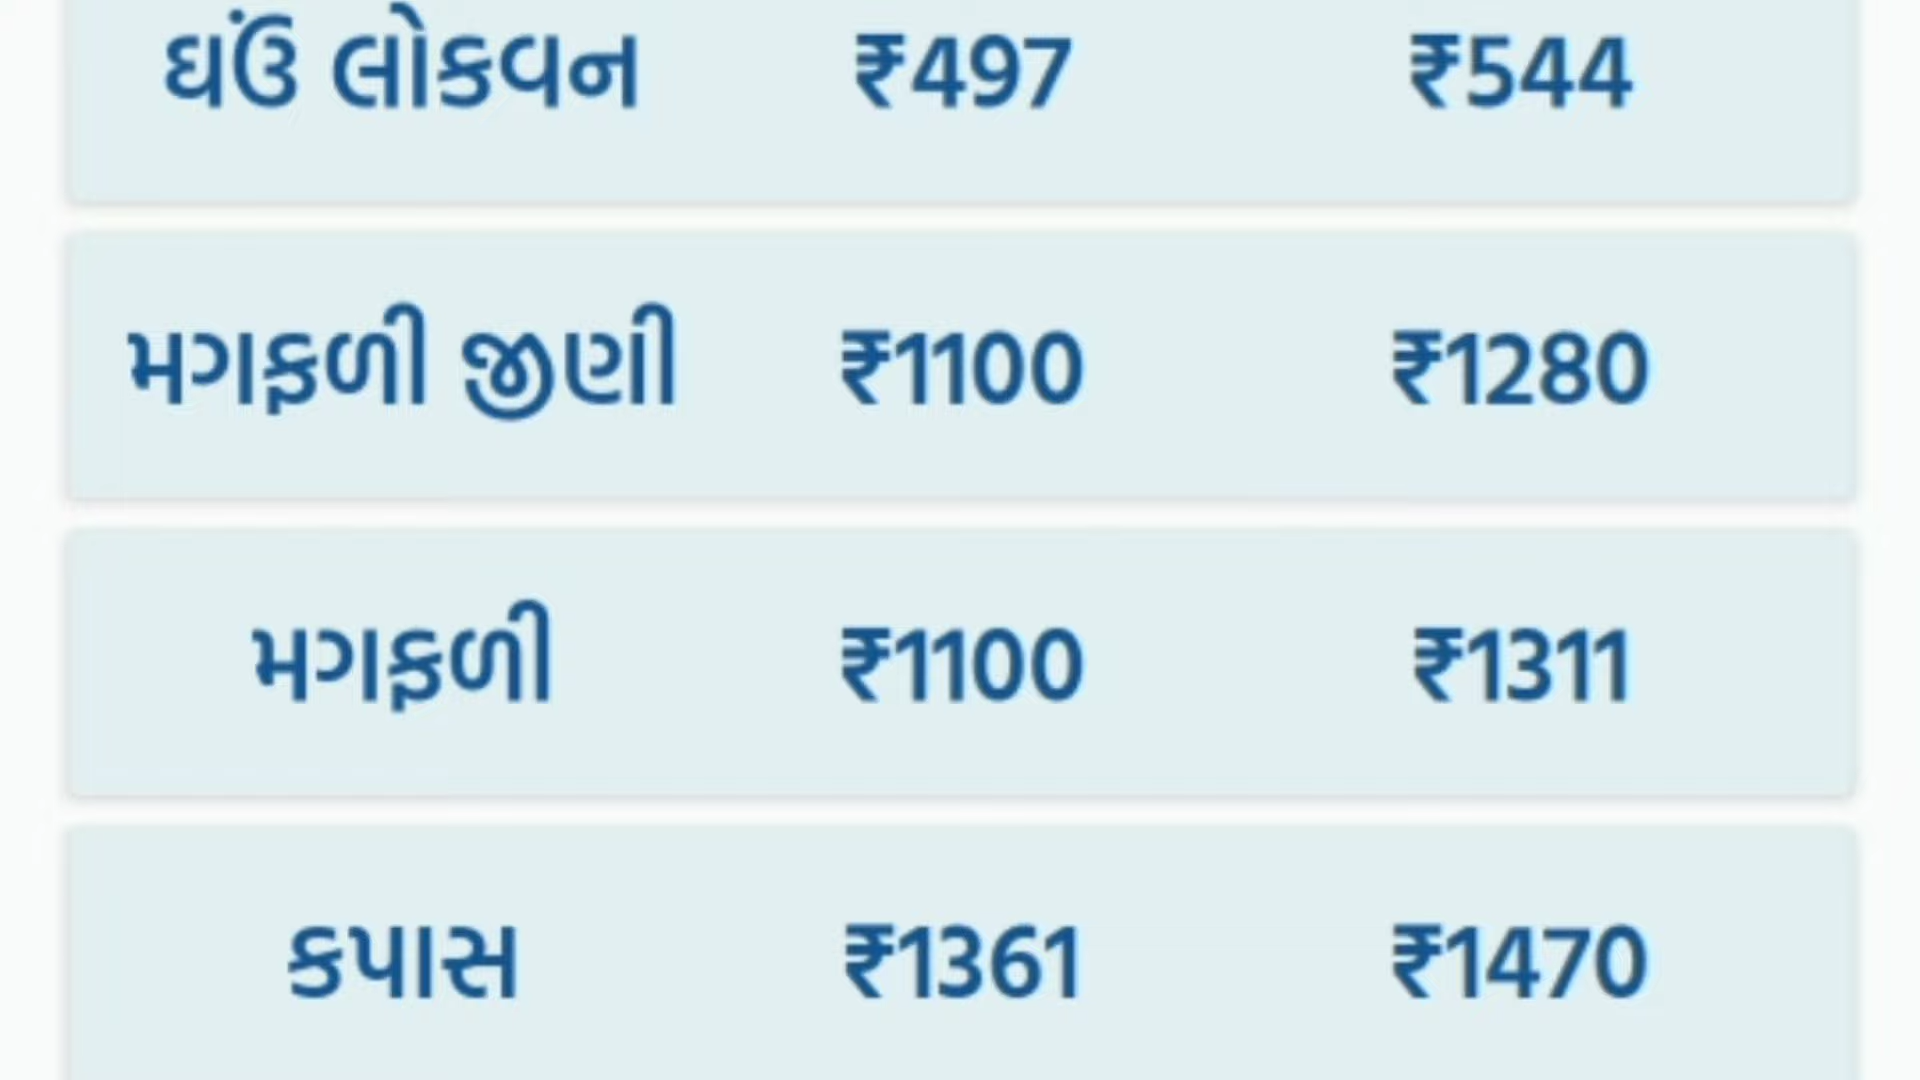 ઘઉં લોકવન ₹497 ₹544
મગફળી જીણી ₹1100 ₹1280
મગફળી ₹1100 ₹1311
કપાસ ₹1361 ₹1470